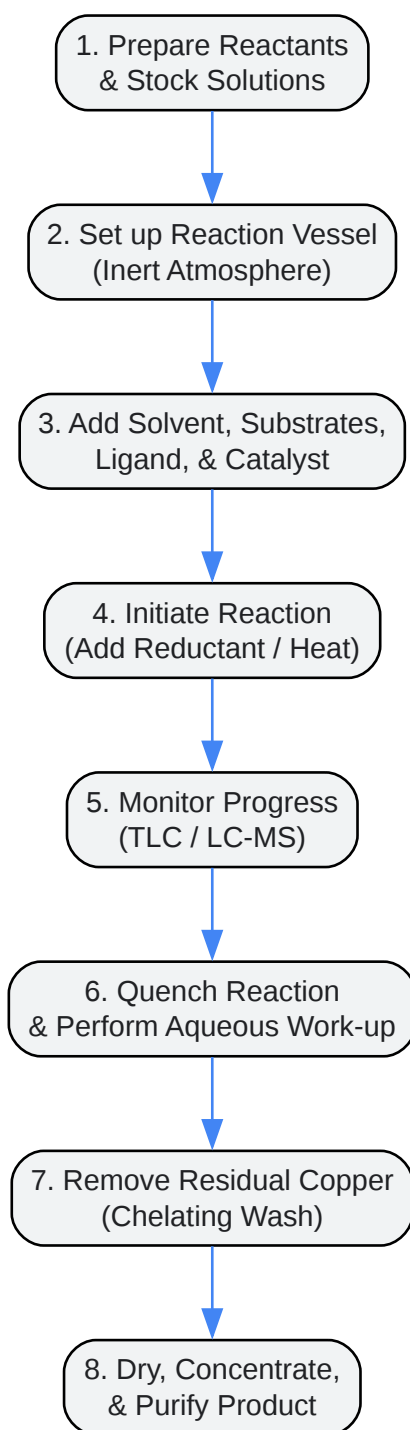 1. Prepare Reactants
& Stock Solutions
2. Set up Reaction Vessel
(Inert Atmosphere)
3. Add Solvent, Substrates,
Ligand, & Catalyst
4. Initiate Reaction
(Add Reductant / Heat)
5. Monitor Progress
(TLC / LC-MS)
6. Quench Reaction
& Perform Aqueous Work-up
7. Remove Residual Copper
(Chelating Wash)
8. Dry, Concentrate,
& Purify Product